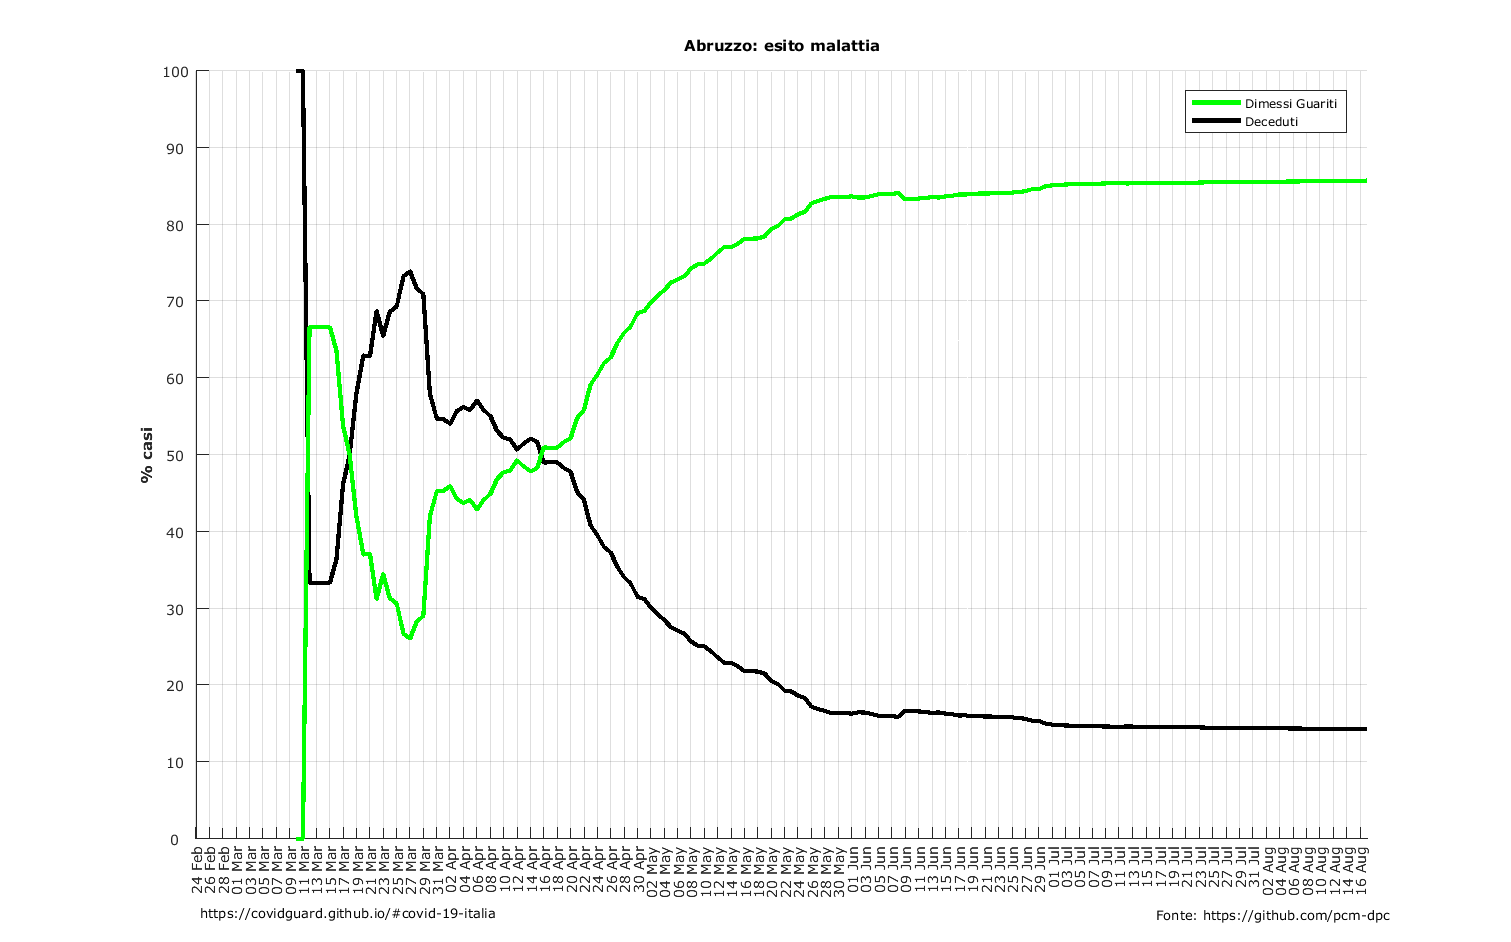 Abruzzo: esito malattia
Dimessi Guariti
Deceduti
% casi
100
90
80
70
60
50
40
30
20
10
0
24 Feb
26 Feb
28 Feb
01 Mar
03 Mar
05 Mar
07 Mar
09 Mar
11 Mar
13 Mar
15 Mar
17 Mar
19 Mar
21 Mar
23 Mar
25 Mar
27 Mar
29 Mar
31 Mar
02 Apr
04 Apr
06 Apr
08 Apr
10 Apr
12 Apr
14 Apr
16 Apr
18 Apr
20 Apr
22 Apr
24 Apr
26 Apr
28 Apr
30 Apr
02 May
04 May
06 May
08 May
10 May
12 May
14 May
16 May
18 May
20 May
22 May
24 May
26 May
28 May
30 May
01 Jun
03 Jun
05 Jun
07 Jun
09 Jun
11 Jun
13 Jun
15 Jun
17 Jun
19 Jun
21 Jun
23 Jun
25 Jun
27 Jun
29 Jun
01 Jul
03 Jul
05 Jul
07 Jul
09 Jul
11 Jul
13 Jul
15 Jul
17 Jul
19 Jul
21 Jul
23 Jul
25 Jul
27 Jul
29 Jul
31 Jul
02 Aug
04 Aug
06 Aug
08 Aug
10 Aug
12 Aug
14 Aug
16 Aug
https://covidguard.github.io/#covid-19-italia
Fonte: https://github.com/pcm-dpc